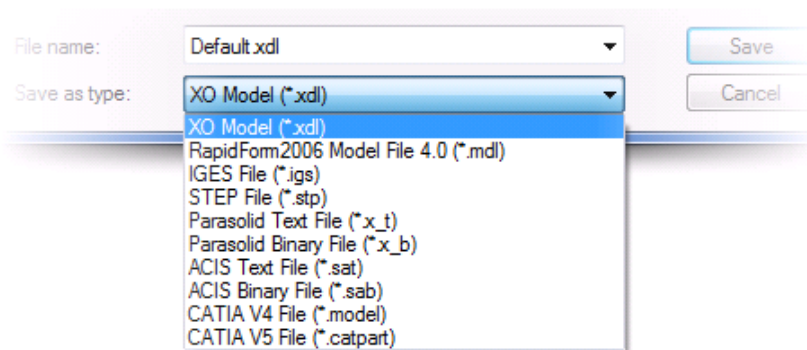 File name: Default.xdl Save
Save as type: XO Model (*.xdl) Cancel
XO Model (*.xdl)
RapidForm2006 Model File 4.0 (*.mdl)
IGES File (*.igs)
STEP File (*.stp)
Parasolid Text File (*.x_t)
Parasolid Binary File (*.x_b)
ACIS Text File (*.sat)
ACIS Binary File (*.sab)
CATIA V4 File (*.model)
CATIA V5 File (*.catpart)